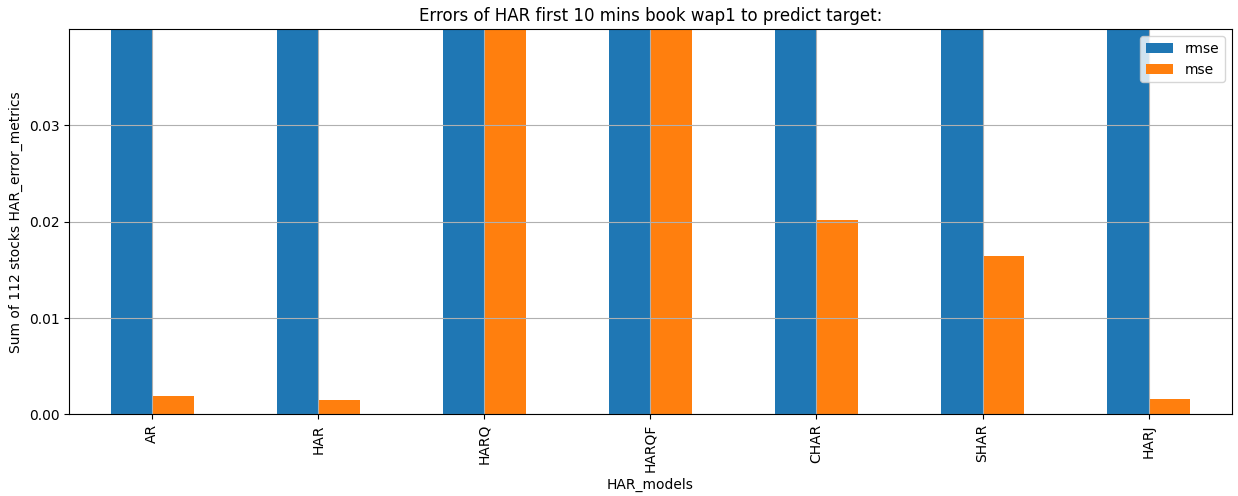 Errors of HAR first 10 mins book wap1 to predict target:
rmse
mse
Sum of 112 stocks HAR_error_metrics
0.03
0.02
0.01
0.00
AR
HAR
HARQ
HARQF
CHAR
SHAR
HARJ
HAR_models